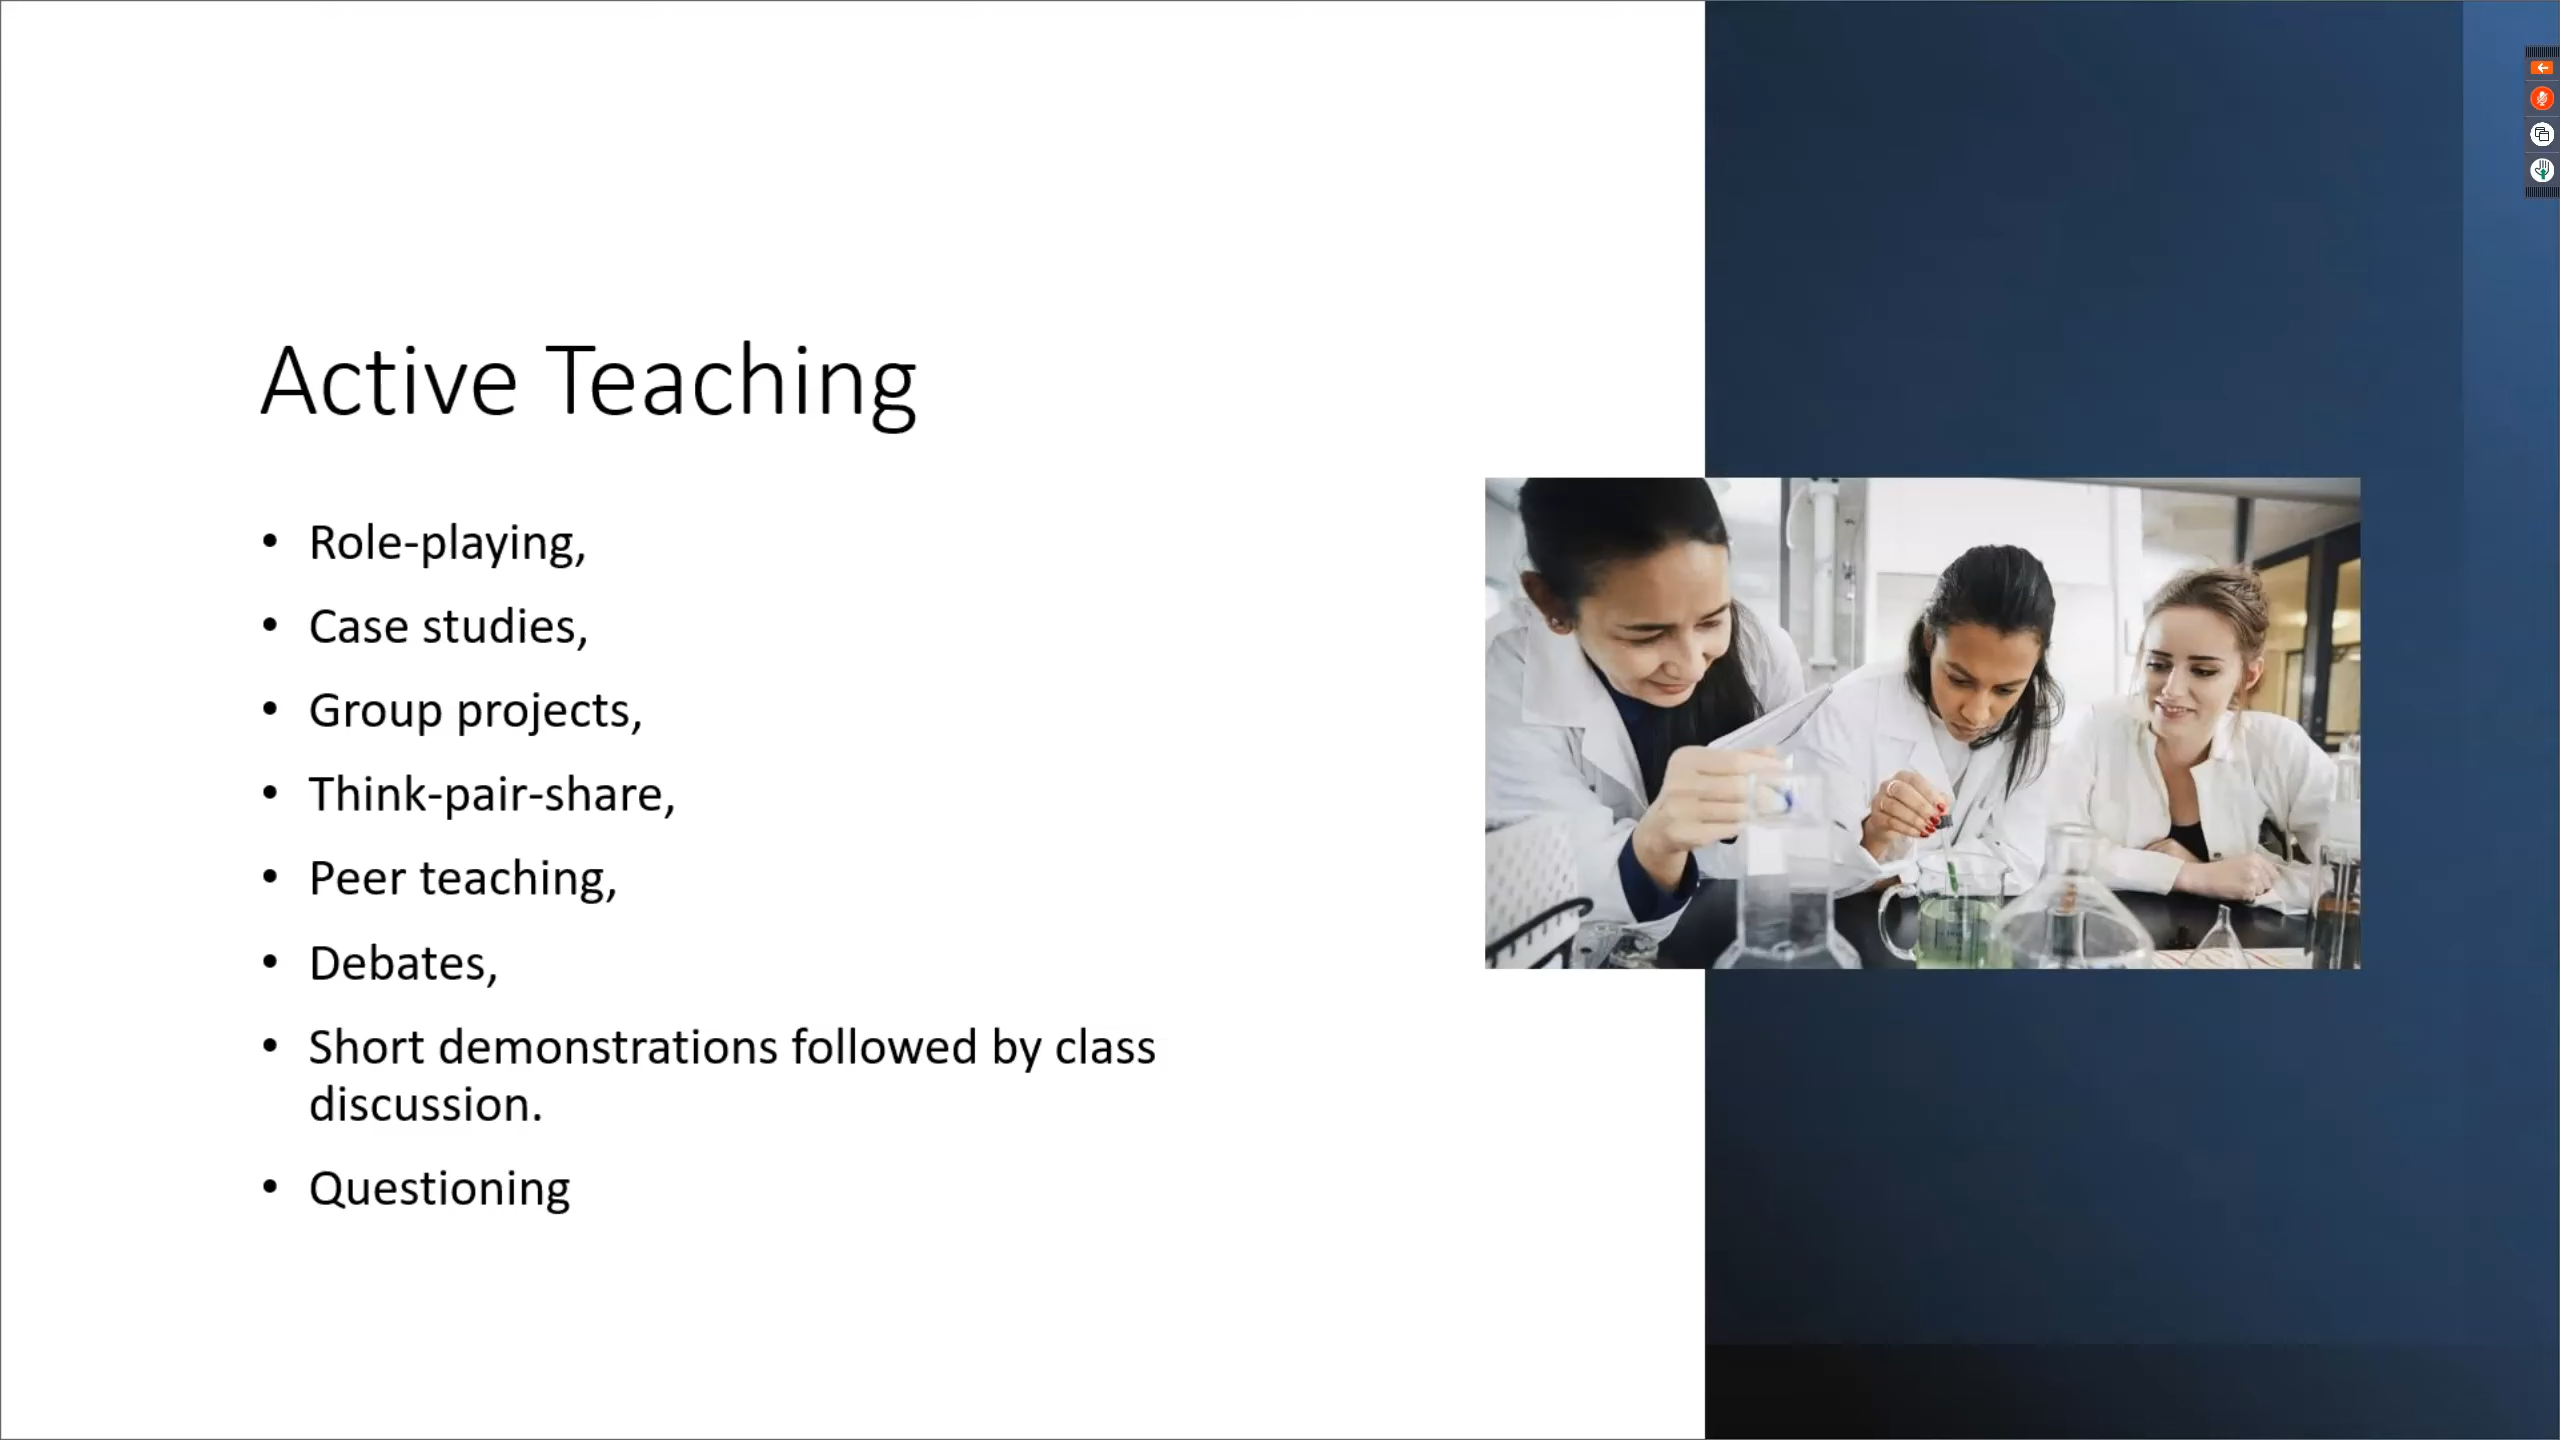 Active Teaching
• Role-playing,
• Case studies,
• Group projects,
• Think-pair-share,
• Peer teaching,
• Debates,
• Short demonstrations followed by class
discussion.
• Questioning